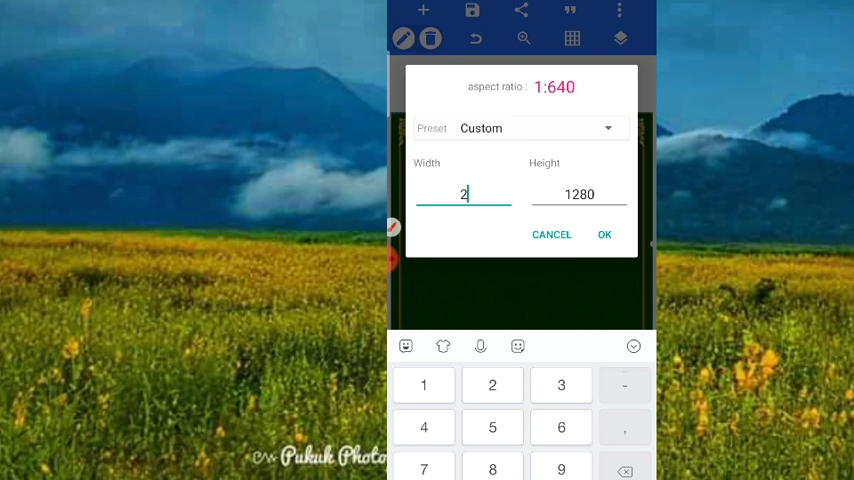 aspect ratio : 1:640
Preset Custom
Width Height
2 1280
CANCEL OK
1 2 3 -
4 5 6 ,
7 8 9
Pukuk Photo